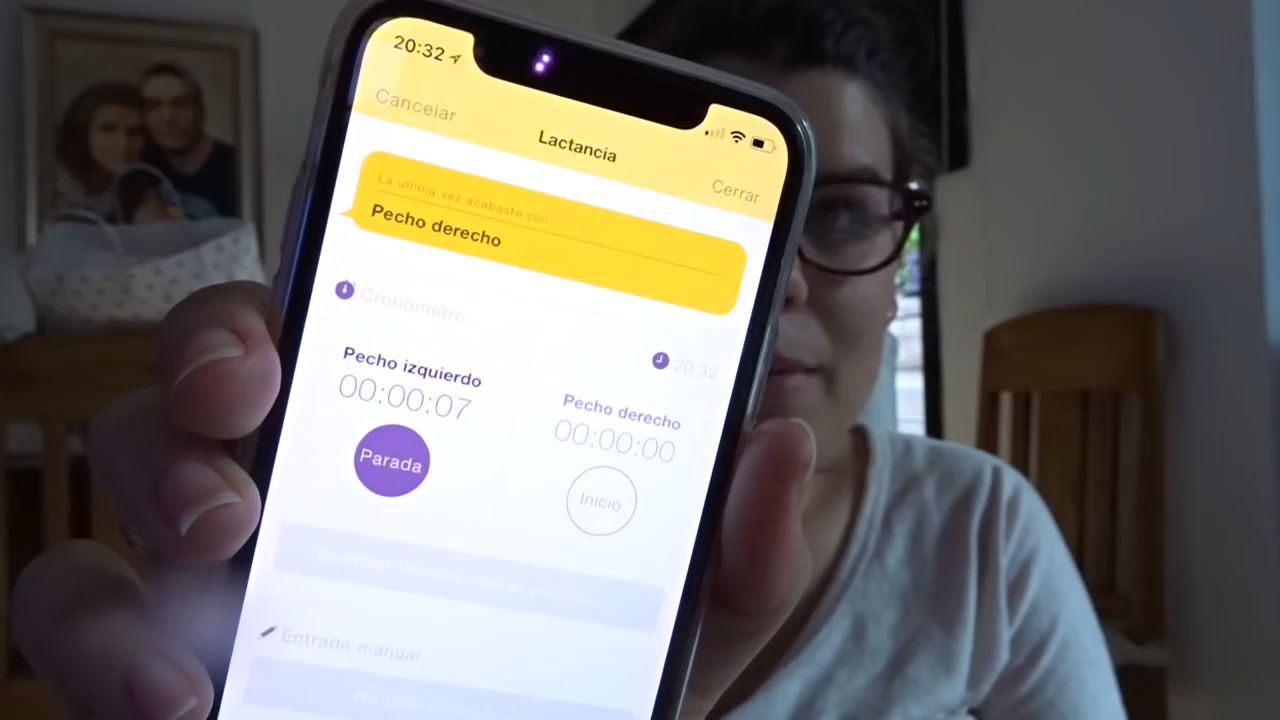 20:32
Cancelar
Lactancia
Cerrar
La ultima vez acabaste con
Pecho derecho
Cronómetro
20:32
Pecho izquierdo
00:00:07
Parada
Pecho derecho
00:00:00
Inicio
Entrada manual